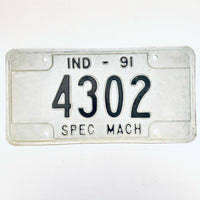 IND - 91
4302
SPEC MACH